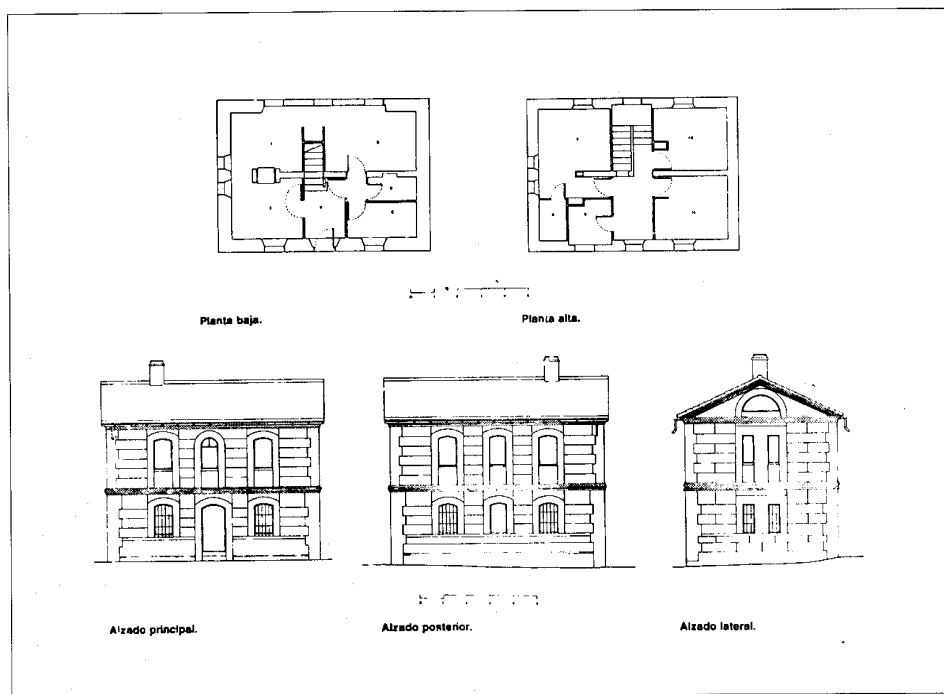 Planta baja.
Planta alta.
Alzado principal.
Alzado posterior.
Alzado lateral.